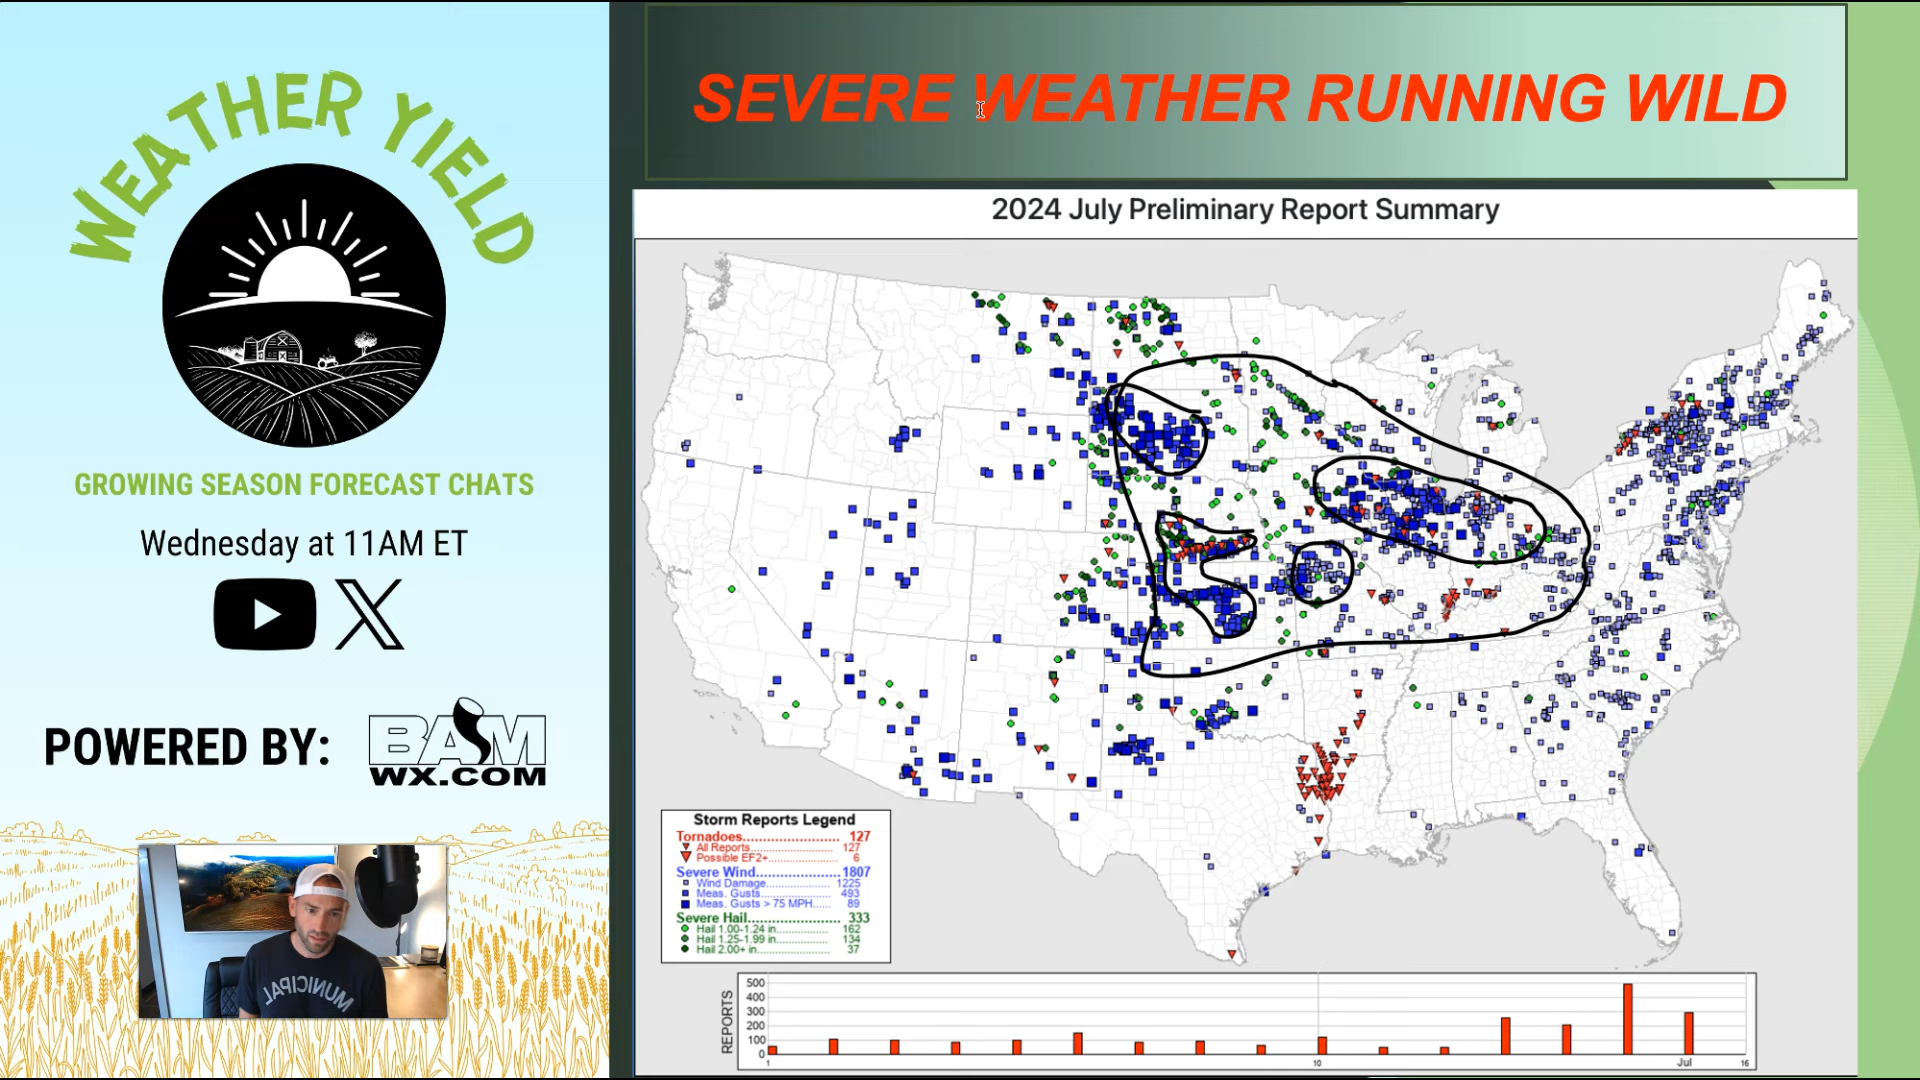 WEATHER YIELD
GROWING SEASON FORECAST CHATS
Wednesday at 11AM ET
POWERED BY:
BAM
WX.COM
MUNICIPAL
SEVERE WEATHER RUNNING WILD
2024 July Preliminary Report Summary
Storm Reports Legend
Tornadoes........................ 127
All Reports..................... 127
Possible EF2+.................. 6
Severe Wind.................... 1807
Wind Damage.................. 1225
Meas. Gusts................... 493
Meas. Gusts > 75 MPH...... 89
Severe Hail...................... 333
Hail 1.00-1.24 in............... 162
Hail 1.25-1.99 in............... 134
Hail 2.00+ in................... 37
REPORTS
500
400
300
200
100
0
1
10
Jul
16